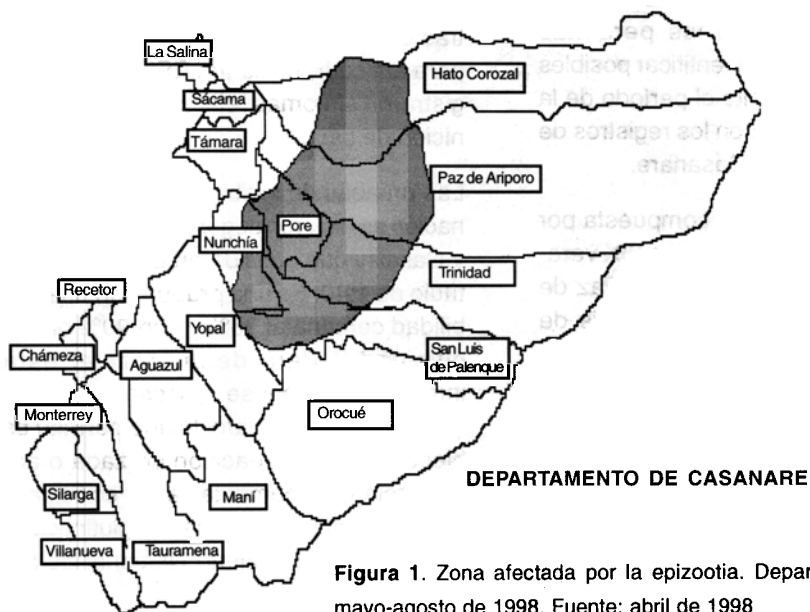 La Salina
Hato Corozal
Sácama
Támara
Paz de Ariporo
Pore
Nunchía
Trinidad
Recetor
Yopal
San Luis
de Palenque
Chámeza
Aguazul
Monterrey
Orocué
DEPARTAMENTO DE CASANARE
Silarga
Maní
Villanueva
Tauramena
Figura 1. Zona afectada por la epizootia. Depar
mayo-agosto de 1998. Fuente: abril de 1998